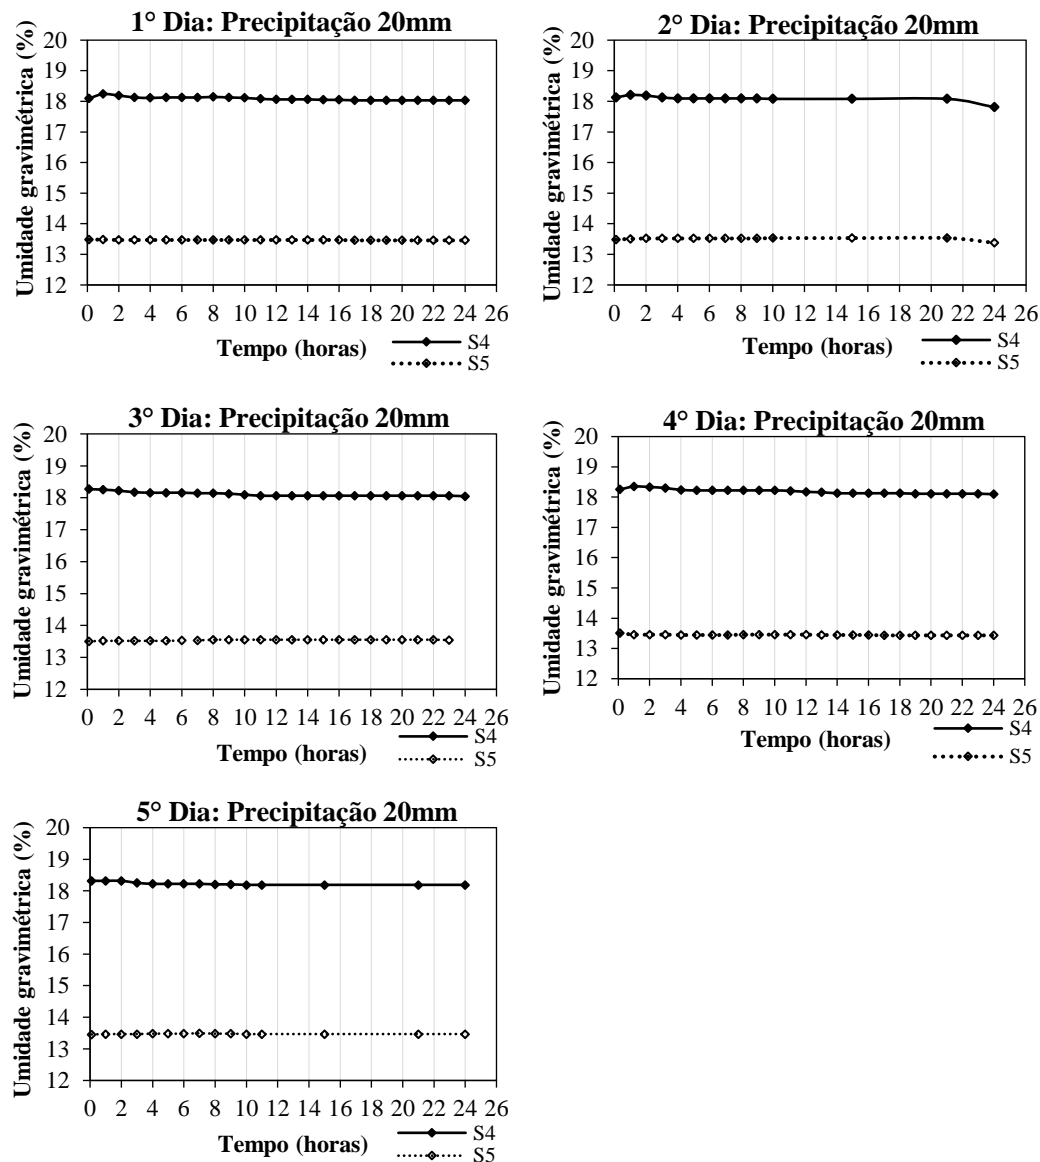 1° Dia: Precipitação 20mm
Umidade gravimétrica (%)
20
19
18
17
16
15
14
13
12
0 2 4 6 8 10 12 14 16 18 20 22 24 26
Tempo (horas)
S4
S5
2° Dia: Precipitação 20mm
Umidade gravimétrica (%)
20
19
18
17
16
15
14
13
12
0 2 4 6 8 10 12 14 16 18 20 22 24 26
Tempo (horas)
S4
S5
3° Dia: Precipitação 20mm
Umidade gravimétrica (%)
20
19
18
17
16
15
14
13
12
0 2 4 6 8 10 12 14 16 18 20 22 24 26
Tempo (horas)
S4
S5
4° Dia: Precipitação 20mm
Umidade gravimétrica (%)
20
19
18
17
16
15
14
13
12
0 2 4 6 8 10 12 14 16 18 20 22 24 26
Tempo (horas)
S4
S5
5° Dia: Precipitação 20mm
Umidade gravimétrica (%)
20
19
18
17
16
15
14
13
12
0 2 4 6 8 10 12 14 16 18 20 22 24 26
Tempo (horas)
S4
S5